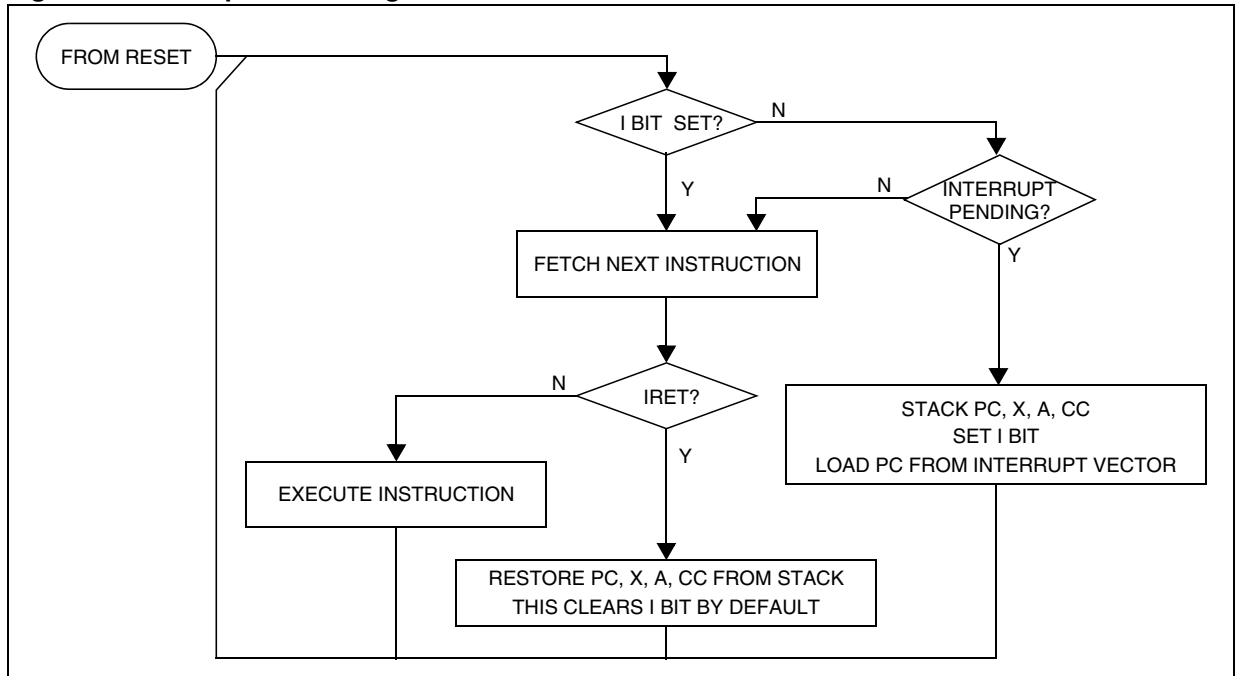 FROM RESET
I BIT SET?
N
Y
N
INTERRUPT
PENDING?
Y
FETCH NEXT INSTRUCTION
N
IRET?
Y
STACK PC, X, A, CC
SET I BIT
LOAD PC FROM INTERRUPT VECTOR
EXECUTE INSTRUCTION
RESTORE PC, X, A, CC FROM STACK
THIS CLEARS I BIT BY DEFAULT